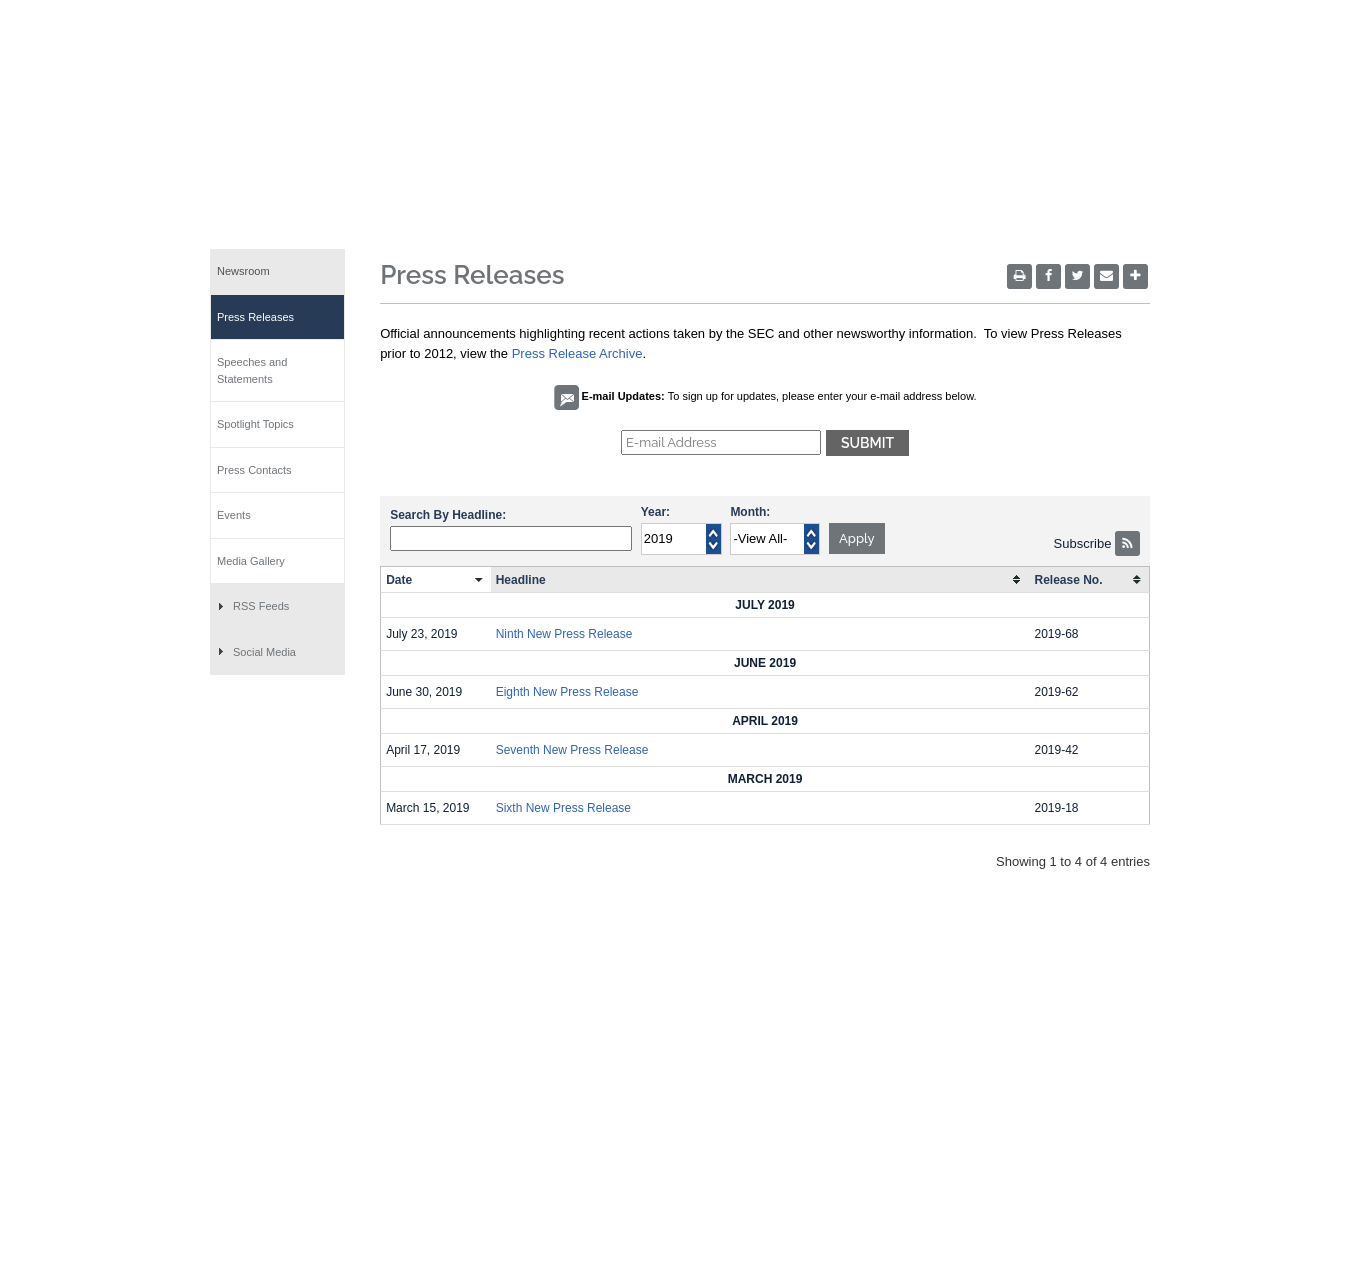 Newsroom
Press Releases
Speeches and
Statements
Spotlight Topics
Press Contacts
Events
Media Gallery
RSS Feeds
Social Media
Press Releases
Official announcements highlighting recent actions taken by the SEC and other newsworthy information.  To view Press Releases
prior to 2012, view the Press Release Archive.
E-mail Updates: To sign up for updates, please enter your e-mail address below.
E-mail Address SUBMIT
Search By Headline: Year: Month:
2019 -View All- Apply Subscribe
Date Headline Release No.
JULY 2019
July 23, 2019 Ninth New Press Release 2019-68
JUNE 2019
June 30, 2019 Eighth New Press Release 2019-62
APRIL 2019
April 17, 2019 Seventh New Press Release 2019-42
MARCH 2019
March 15, 2019 Sixth New Press Release 2019-18
Showing 1 to 4 of 4 entries